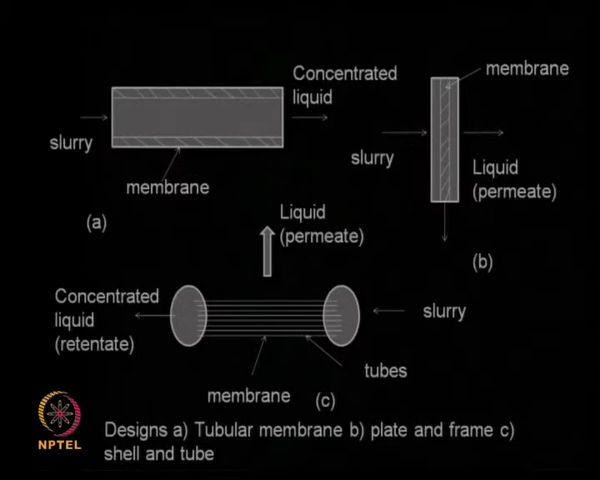 Concentrated
liquid
slurry
membrane
(a)
membrane
slurry
Liquid
(permeate)
(b)
Liquid
(permeate)
Concentrated
liquid
(retentate)
slurry
tubes
membrane
(c)
Designs a) Tubular membrane b) plate and frame c)
shell and tube
NPTEL